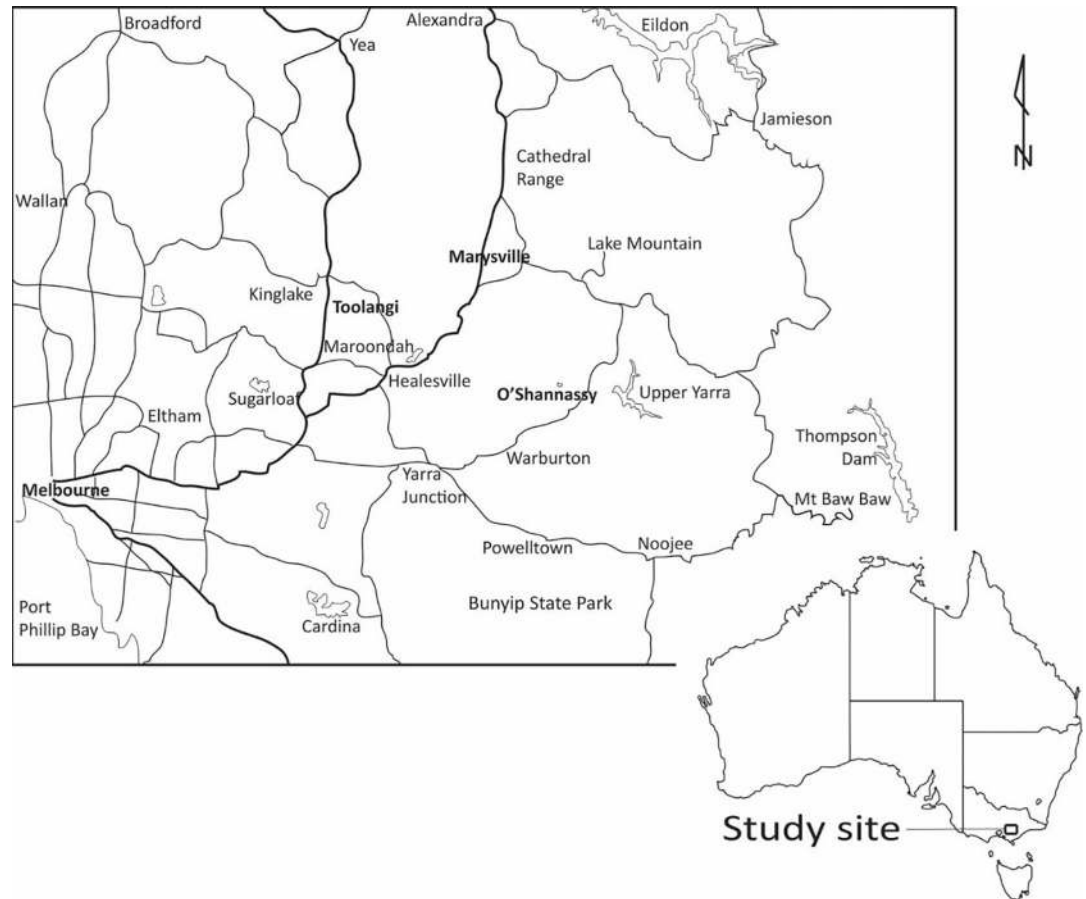 Broadford
Alexandra
Eildon
Yea
Jamieson
Cathedral
Range
Wallan
Lake Mountain
Marysville
Kinglake
Toolangi
Maroondah
Healesville
Sugarloaf
O'Shannassy
Upper Yarra
Eltham
Thompson
Dam
Warburton
Yarra
Junction
Melbourne
Mt Baw Baw
Powelltown
Noojee
Port
Phillip Bay
Cardina
Bunyip State Park
N
Study site